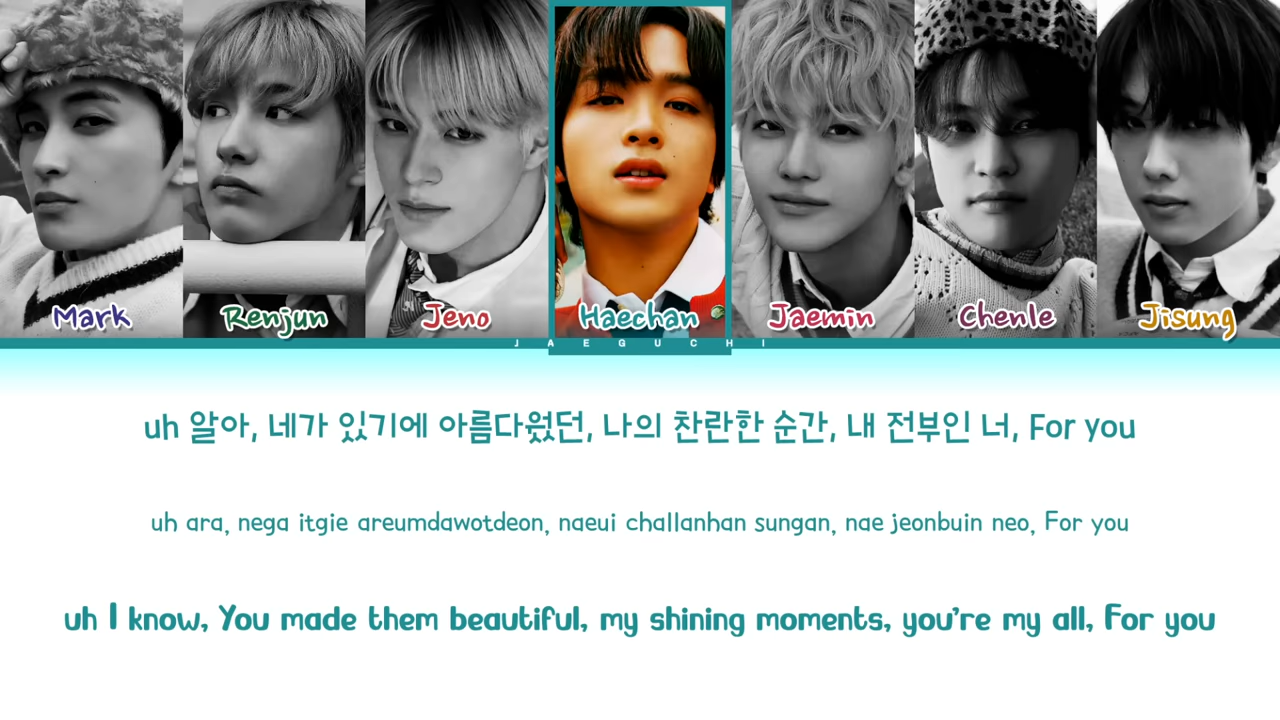 Mark
Renjun
Jeno
Haechan
Jaemin
Chenle
Jisung
JAEGUCHI
uh 알아, 네가 있기에 아름다웠던, 나의 찬란한 순간, 내 전부인 너, For you
uh ara, nega itgie areumdawotdeon, naeui challanhan sungan, nae jeonbuin neo, For you
uh I know, You made them beautiful, my shining moments, you're my all, For you